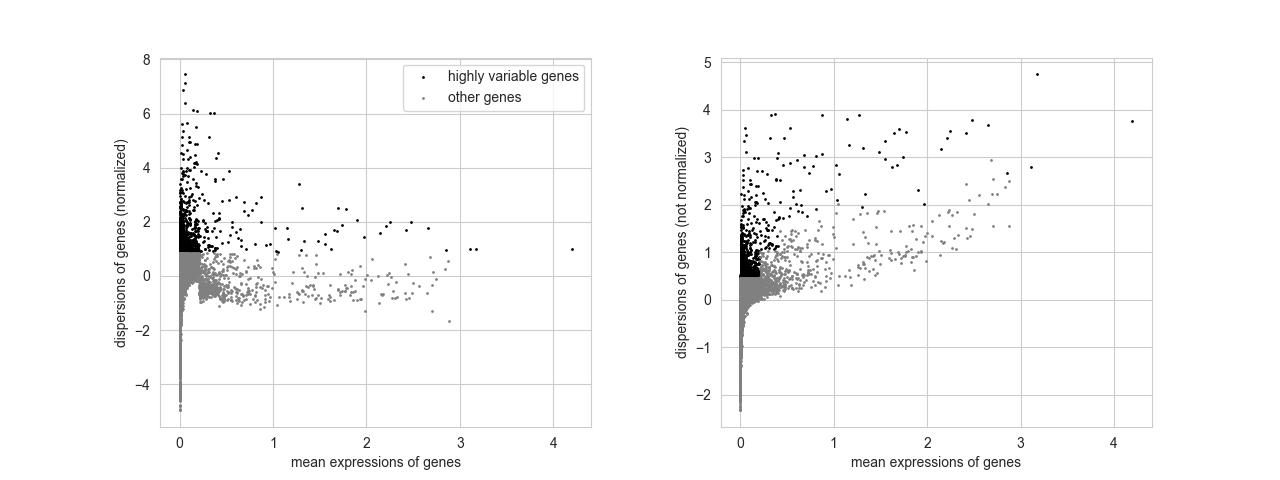 8
6
4
2
0
−2
−4
0 1 2 3 4
mean expressions of genes
dispersions of genes (normalized)
highly variable genes
other genes
5
4
3
2
1
0
−1
−2
0 1 2 3 4
mean expressions of genes
dispersions of genes (not normalized)